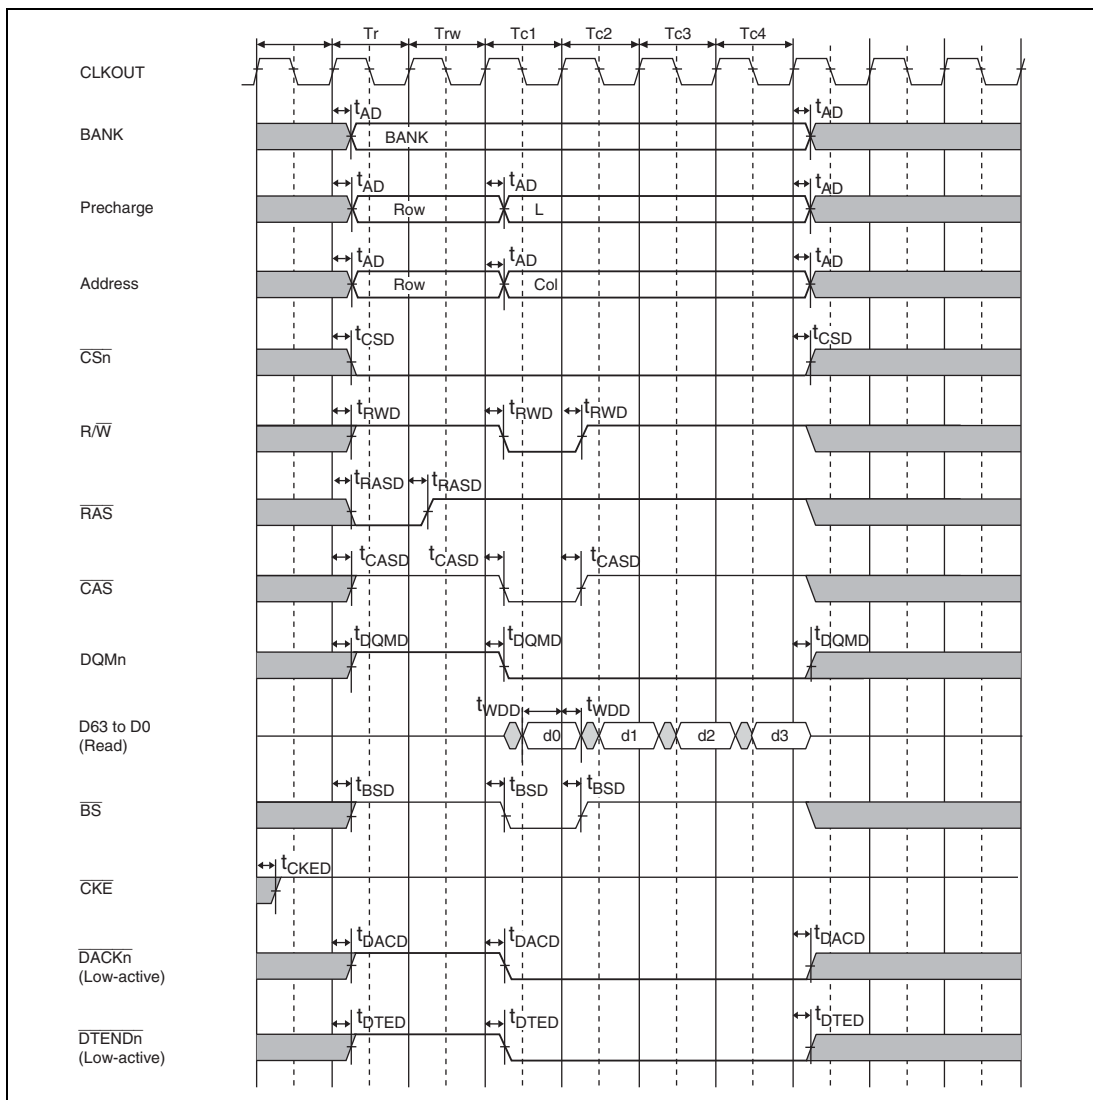 Tr Trw Tc1 Tc2 Tc3 Tc4
CLKOUT
tAD tAD
BANK BANK
tAD tAD tAD
Precharge Row L
tAD tAD tAD
Address Row Col
tCSD tCSD
CSn
tRWD tRWD tRWD
R/W
tRASD tRASD
RAS
tCASD tCASD tCASD
CAS
tDQMD tDQMD tDQMD
DQMn
tWDD tWDD
D63 to D0
(Read)
d0 d1 d2 d3
tBSD tBSD tBSD
BS
tCKED
CKE
tDACD tDACD tDACD
DACKn
(Low-active)
tDTED tDTED tDTED
DTENDn
(Low-active)